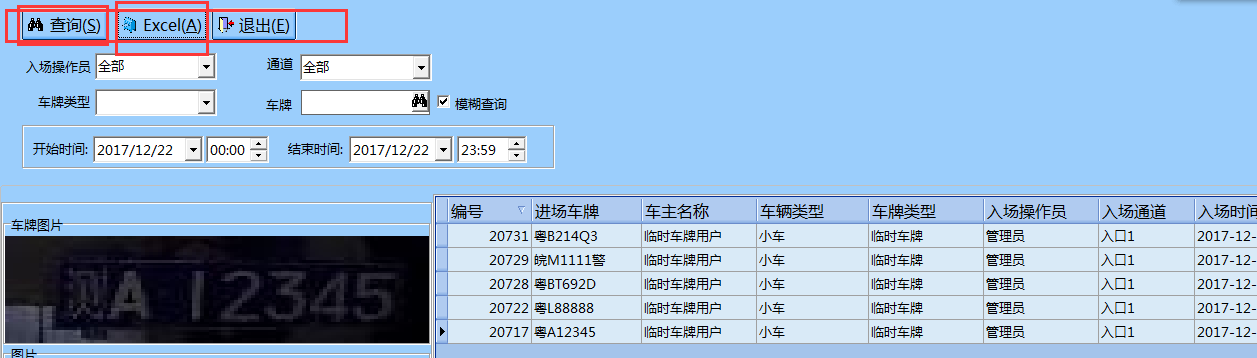 查询(S) Excel(A) 退出(E)
入场操作员 全部 通道 全部
车牌类型 车牌 模糊查询
开始时间: 2017/12/22 00:00 结束时间: 2017/12/22 23:59
车牌图片
A 12345
图片
编号 进场车牌 车主名称 车辆类型 车牌类型 入场操作员 入场通道 入场时间
20731 粤B214Q3 临时车牌用户 小车 临时车牌 管理员 入口1 2017-12-
20729 皖M1111警 临时车牌用户 小车 临时车牌 管理员 入口1 2017-12-
20728 粤BT692D 临时车牌用户 小车 临时车牌 管理员 入口1 2017-12-
20722 粤L88888 临时车牌用户 小车 临时车牌 管理员 入口1 2017-12-
20717 粤A12345 临时车牌用户 小车 临时车牌 管理员 入口1 2017-12-